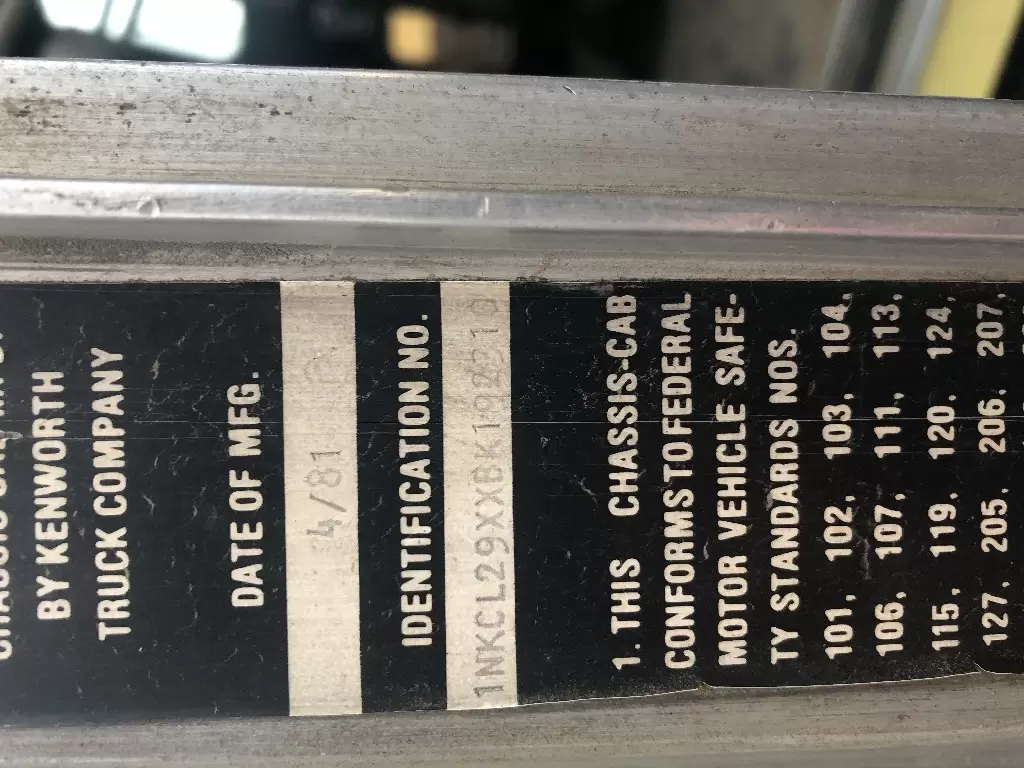 BY KENWORTH
TRUCK COMPANY
DATE OF MFG.
4/81
IDENTIFICATION NO.
1NKCL29XXBK192213
1. THIS CHASSIS-CAB
CONFORMS TO FEDERAL
MOTOR VEHICLE SAFE-
TY STANDARDS NOS.
101, 102, 103, 104,
106, 107, 111, 113,
115, 119, 120, 124,
127, 205, 206, 207,